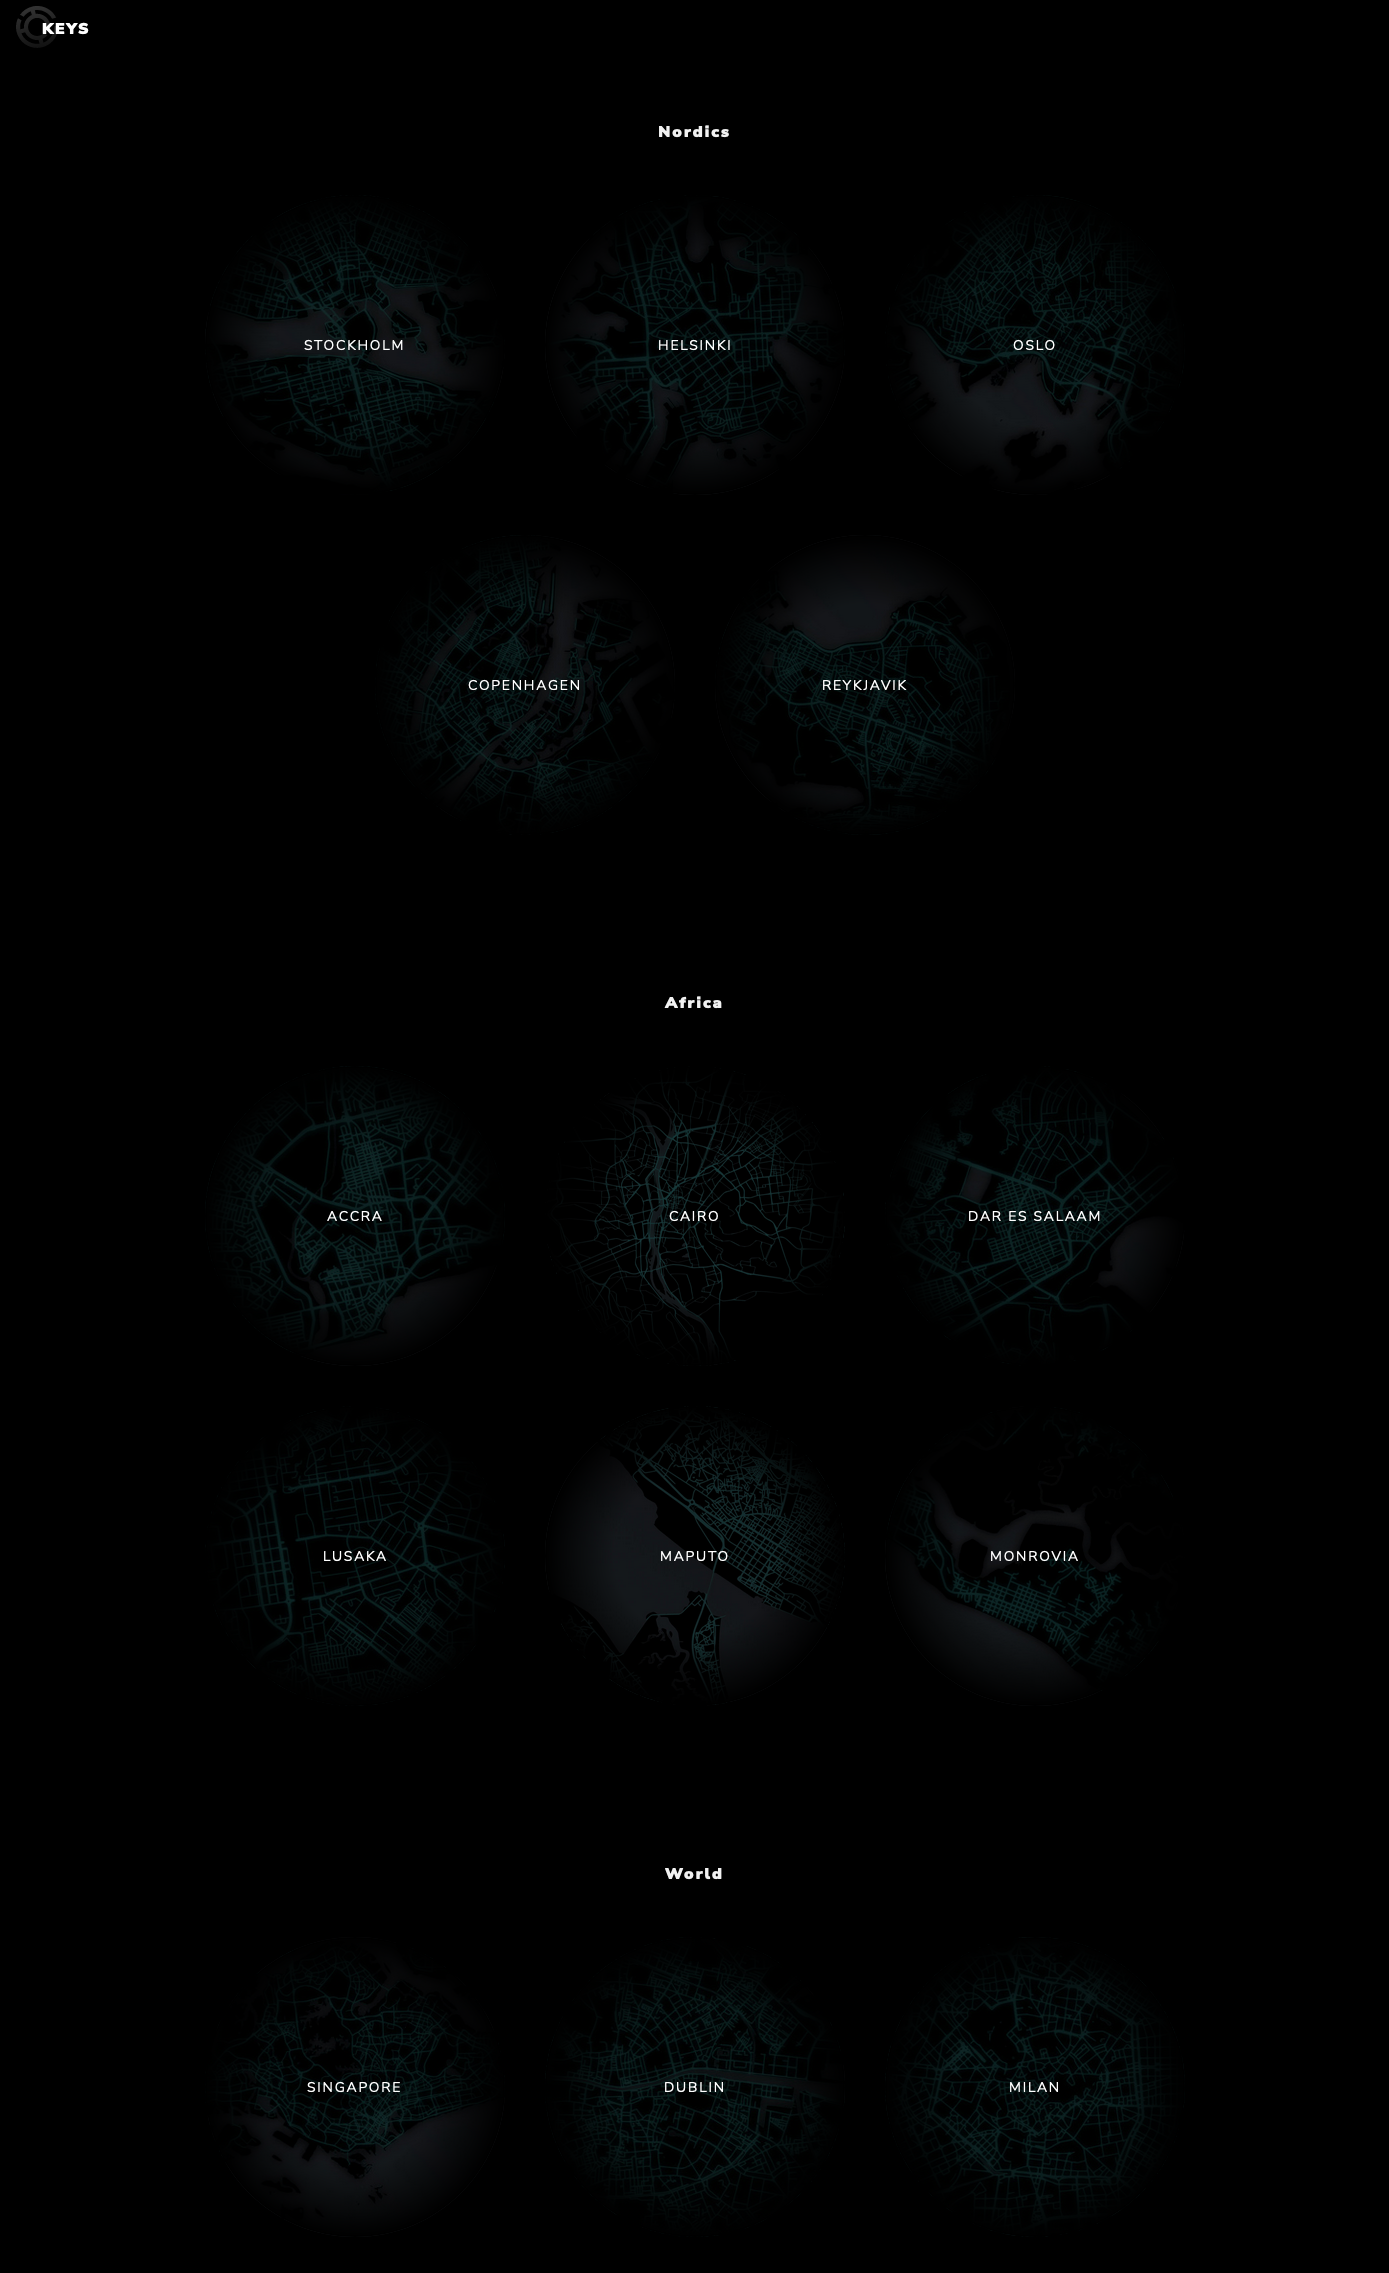 KEYS
Nordics
STOCKHOLM
HELSINKI
OSLO
COPENHAGEN
REYKJAVIK
Africa
ACCRA
CAIRO
DAR ES SALAAM
LUSAKA
MAPUTO
MONROVIA
World
SINGAPORE
DUBLIN
MILAN